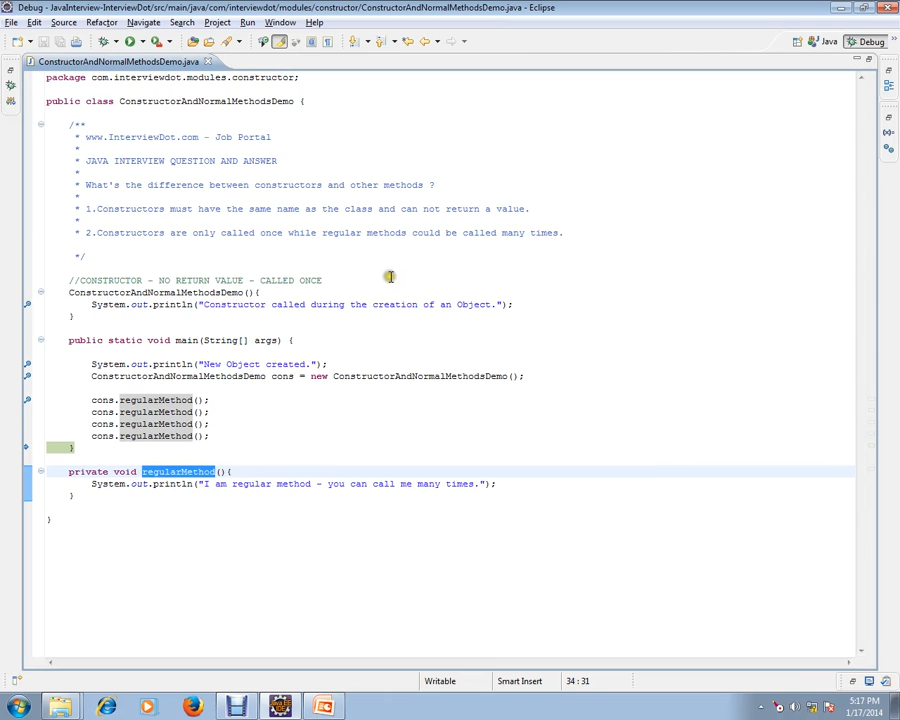 Debug - JavaInterview-InterviewDot/src/main/java/com/interviewdot/modules/constructor/ConstructorAndNormalMethodsDemo.java - Eclipse
File Edit Source Refactor Navigate Search Project Run Window Help
Java Debug
ConstructorAndNormalMethodsDemo.java
package com.interviewdot.modules.constructor;
public class ConstructorAndNormalMethodsDemo {
/**
* www.InterviewDot.com - Job Portal
*
* JAVA INTERVIEW QUESTION AND ANSWER
*
* What's the difference between constructors and other methods ?
*
* 1.Constructors must have the same name as the class and can not return a value.
*
* 2.Constructors are only called once while regular methods could be called many times.
*/
//CONSTRUCTOR - NO RETURN VALUE - CALLED ONCE
ConstructorAndNormalMethodsDemo(){
System.out.println("Constructor called during the creation of an Object.");
}
public static void main(String[] args) {
System.out.println("New Object created.");
ConstructorAndNormalMethodsDemo cons = new ConstructorAndNormalMethodsDemo();
cons.regularMethod();
cons.regularMethod();
cons.regularMethod();
cons.regularMethod();
}
private void regularMethod(){
System.out.println("I am regular method - you can call me many times.");
}
}
Writable Smart Insert 34 : 31
5:17 PM
1/17/2014